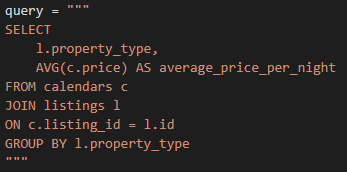 query = """
SELECT
    l.property_type,
    AVG(c.price) AS average_price_per_night
FROM calendars c
JOIN listings l
ON c.listing_id = l.id
GROUP BY l.property_type
"""